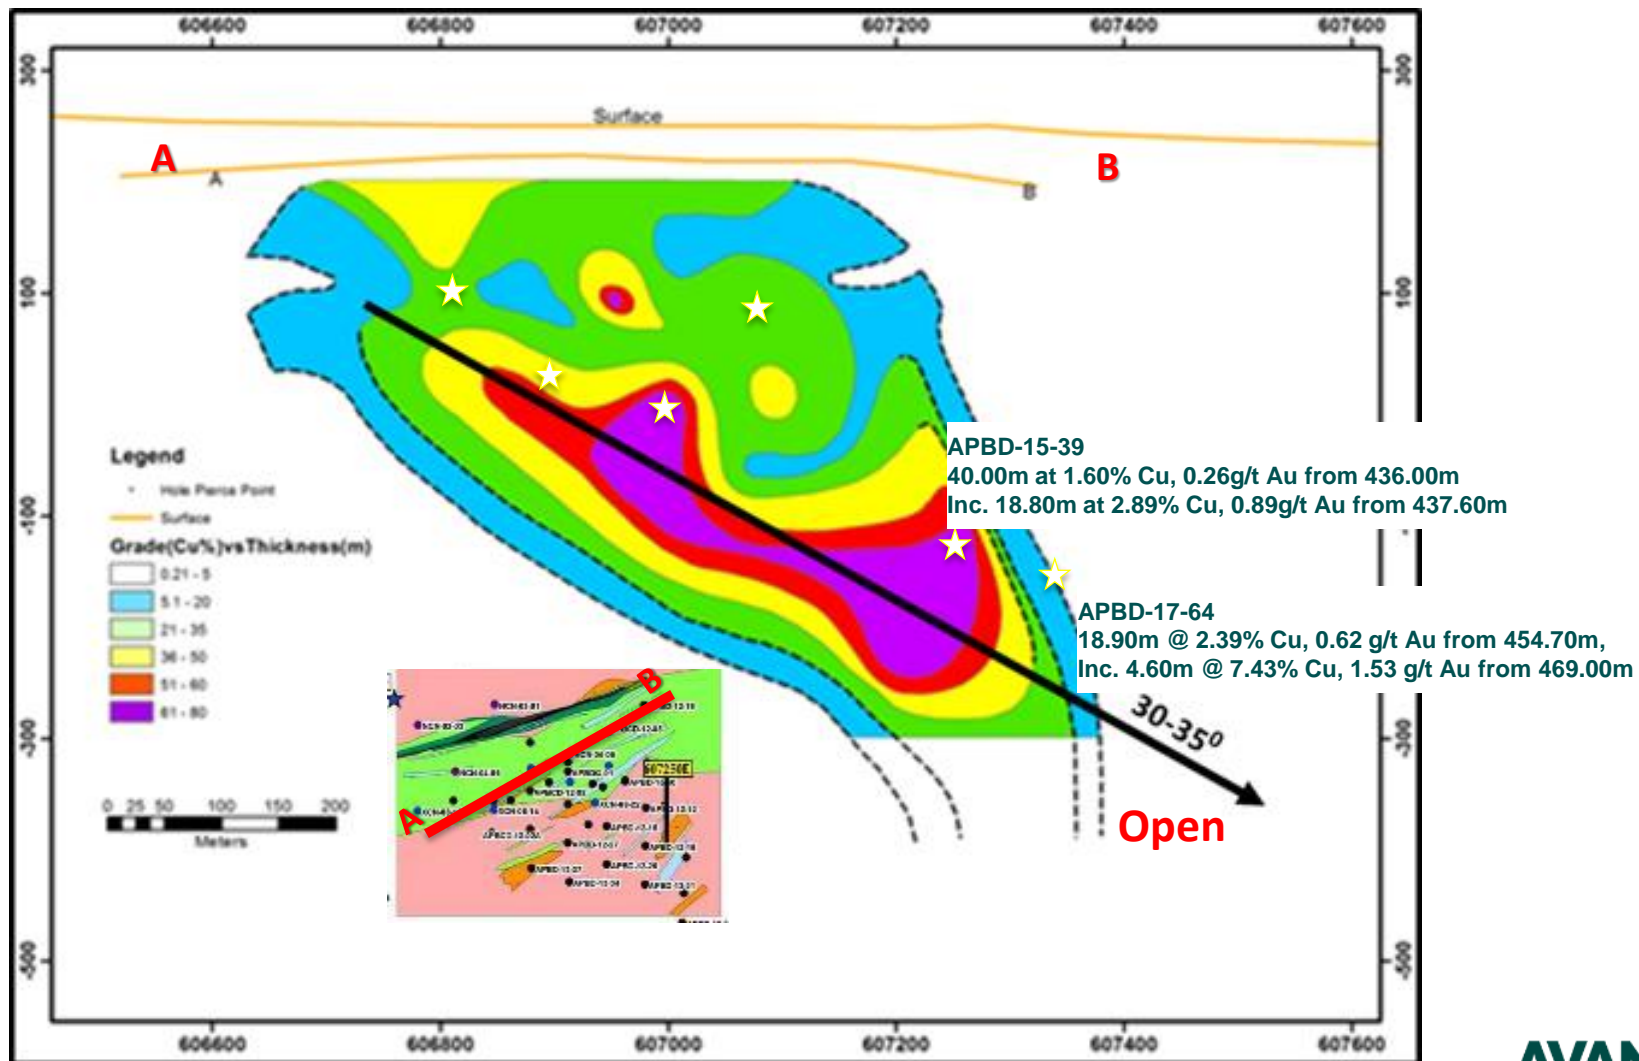 606600 606800 607000 607200 607400 607600
300 300
Surface
A B
A B
100 100
APBD-15-39
40.00m at 1.60% Cu, 0.26g/t Au from 436.00m
Inc. 18.80m at 2.89% Cu, 0.89g/t Au from 437.60m
Legend
Hole Pierce Point
Surface
Grade(Cu%)vsThickness(m)
0.21 - 5
5.1 - 20
21 - 35
36 - 50
51 - 60
61 - 80
-100
APBD-17-64
18.90m @ 2.39% Cu, 0.62 g/t Au from 454.70m,
Inc. 4.60m @ 7.43% Cu, 1.53 g/t Au from 469.00m
30-35⁰
-300 -300
B
607250E
A
0 25 50 100 150 200
Meters
Open
-500 -500
606600 606800 607000 607200 607400 607600
AVAN